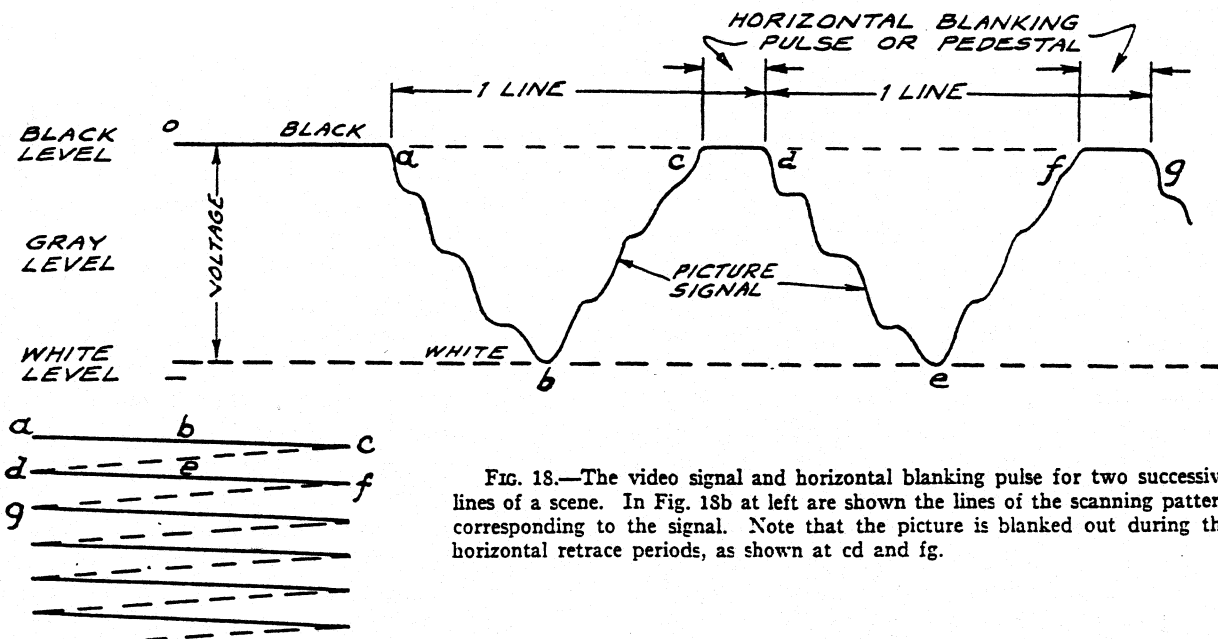 HORIZONTAL BLANKING
PULSE OR PEDESTAL
1 LINE
1 LINE
BLACK
LEVEL
o
BLACK
a
c
d
f
g
VOLTAGE
GRAY
LEVEL
PICTURE
SIGNAL
WHITE
LEVEL
WHITE
b
e
a
b
c
d
e
f
g
FIG. 18.—The video signal and horizontal blanking pulse for two successiv
lines of a scene. In Fig. 18b at left are shown the lines of the scanning patter
corresponding to the signal. Note that the picture is blanked out during th
horizontal retrace periods, as shown at cd and fg.